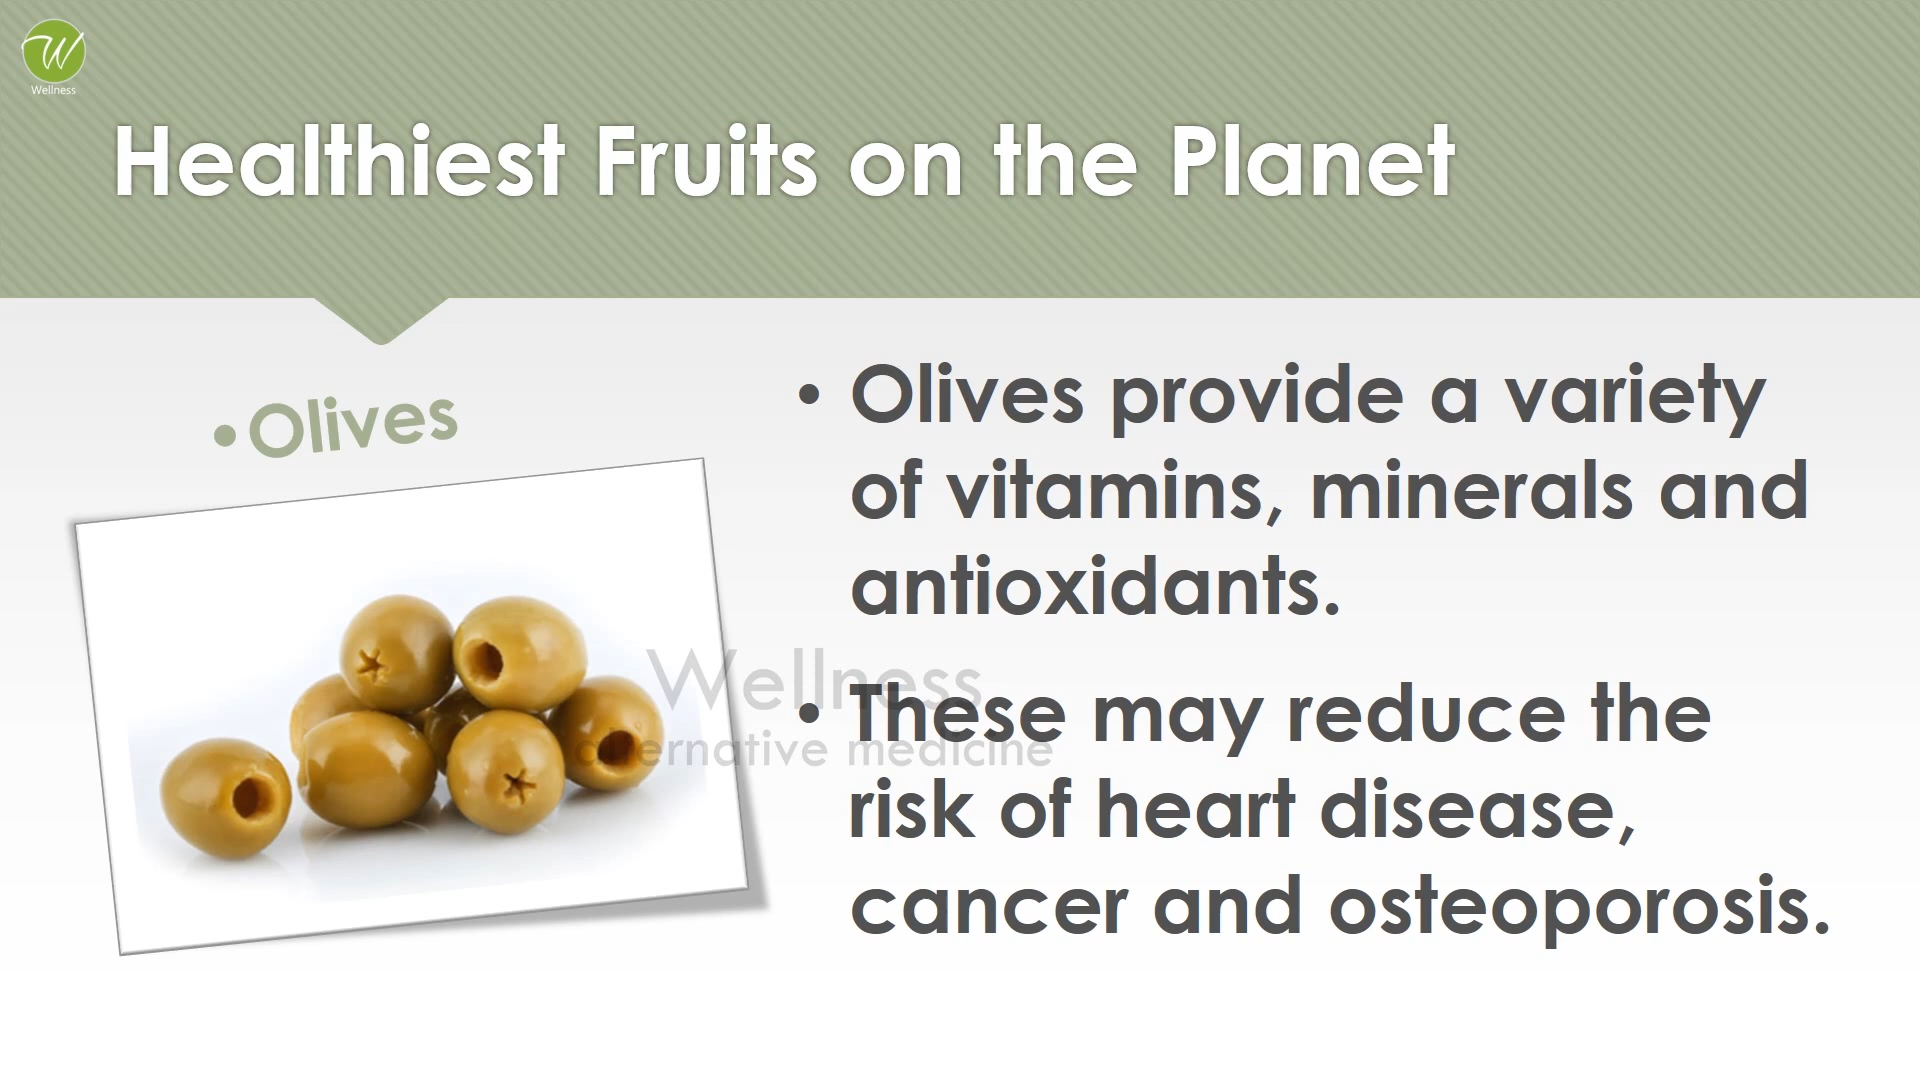 W
Wellness
Healthiest Fruits on the Planet
• Olives
• Olives provide a variety
of vitamins, minerals and
antioxidants.
Wellness
alternative medicine
• These may reduce the
risk of heart disease,
cancer and osteoporosis.